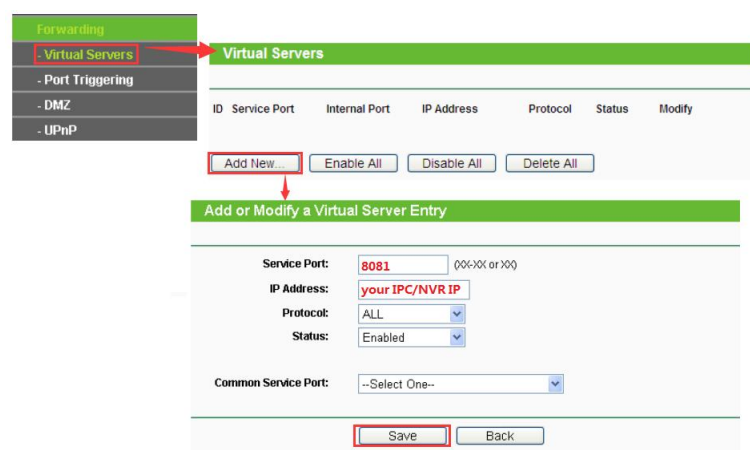 Forwarding
- Virtual Servers
- Port Triggering
- DMZ
- UPnP
Virtual Servers
ID Service Port Internal Port IP Address Protocol Status Modify
Add New... Enable All Disable All Delete All
Add or Modify a Virtual Server Entry
Service Port: 8081 (XX-XX or XX)
IP Address: your IPC/NVR IP
Protocol: ALL
Status: Enabled
Common Service Port: --Select One--
Save Back